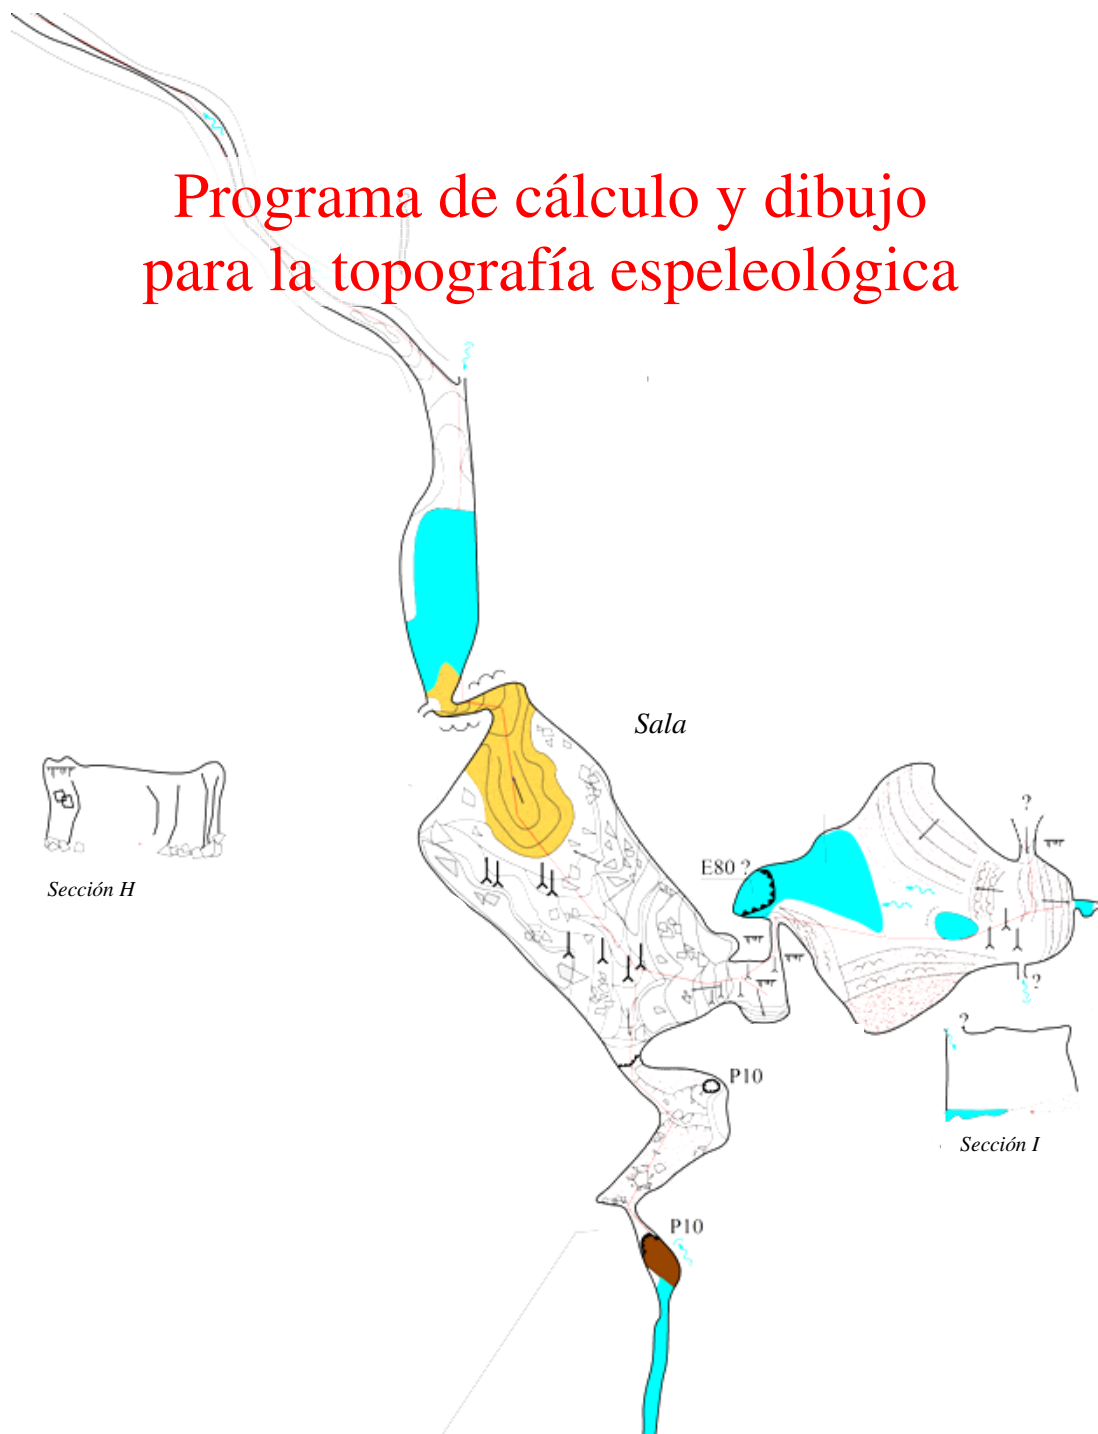 Programa de cálculo y dibujo
para la topografía espeleológica
Sala
?
E80 ?
Sección H
?
?
P10
Sección I
P10